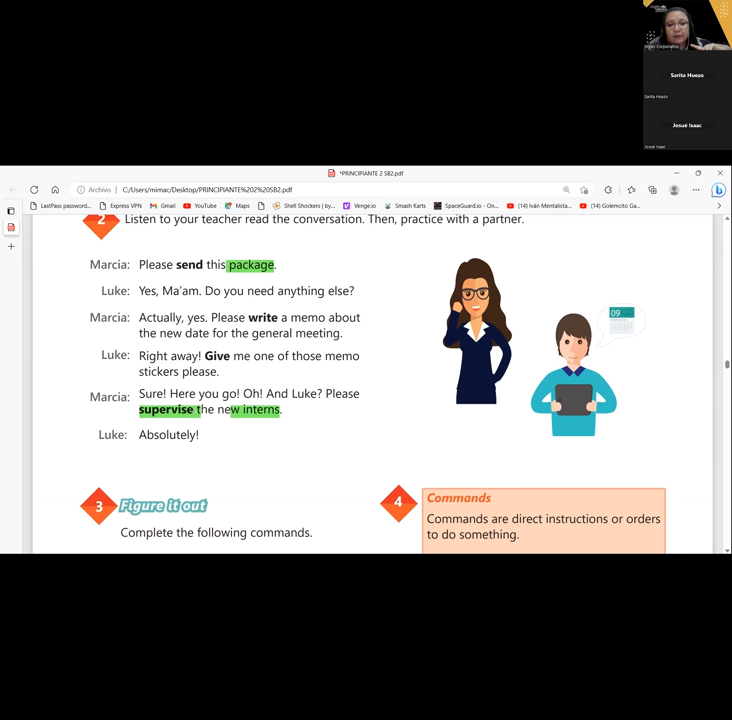 Inglés Corporativo
Sarita Huezo
Sarita Huezo
Josué Isaac
Josué Isaac
*PRINCIPIANTE 2 SB2.pdf
Archivo | C:/Users/mimac/Desktop/PRINCIPIANTE%202%20SB2.pdf
LastPass password... Express VPN Gmail YouTube Maps Shell Shockers | by... Venge.io Smash Karts SpaceGuard.io - On... (14) Iván Mentalista... (14) Golemcito Ga...
2 Listen to your teacher read the conversation. Then, practice with a partner.
Marcia: Please send this package.
Luke: Yes, Ma'am. Do you need anything else?
Marcia: Actually, yes. Please write a memo about
the new date for the general meeting.
Luke: Right away! Give me one of those memo
stickers please.
Marcia: Sure! Here you go! Oh! And Luke? Please
supervise the new interns.
Luke: Absolutely!
09
3 Figure it out
Complete the following commands.
4 Commands
Commands are direct instructions or orders
to do something.